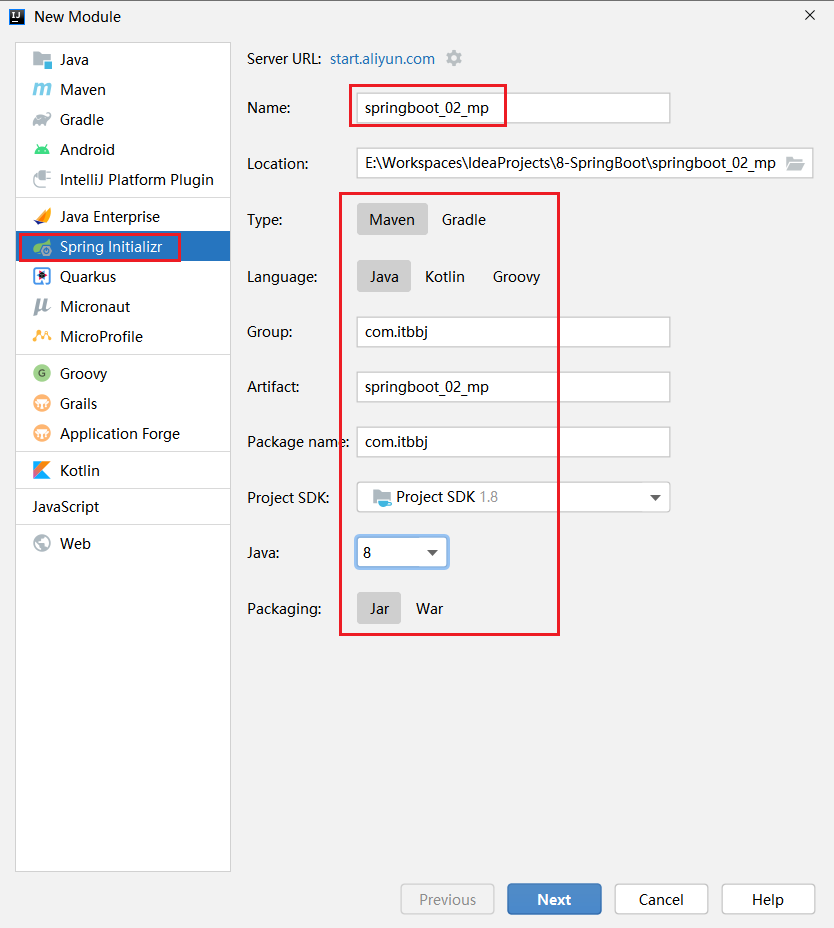 New Module
Java
Maven
Gradle
Android
IntelliJ Platform Plugin
Java Enterprise
Spring Initializr
Quarkus
Micronaut
MicroProfile
Groovy
Grails
Application Forge
Kotlin
JavaScript
Web
Server URL: start.aliyun.com
Name: springboot_02_mp
Location: E:\Workspaces\IdeaProjects\8-SpringBoot\springboot_02_mp
Type: Maven Gradle
Language: Java Kotlin Groovy
Group: com.itbbj
Artifact: springboot_02_mp
Package name: com.itbbj
Project SDK: Project SDK 1.8
Java: 8
Packaging: Jar War
Previous Next Cancel Help